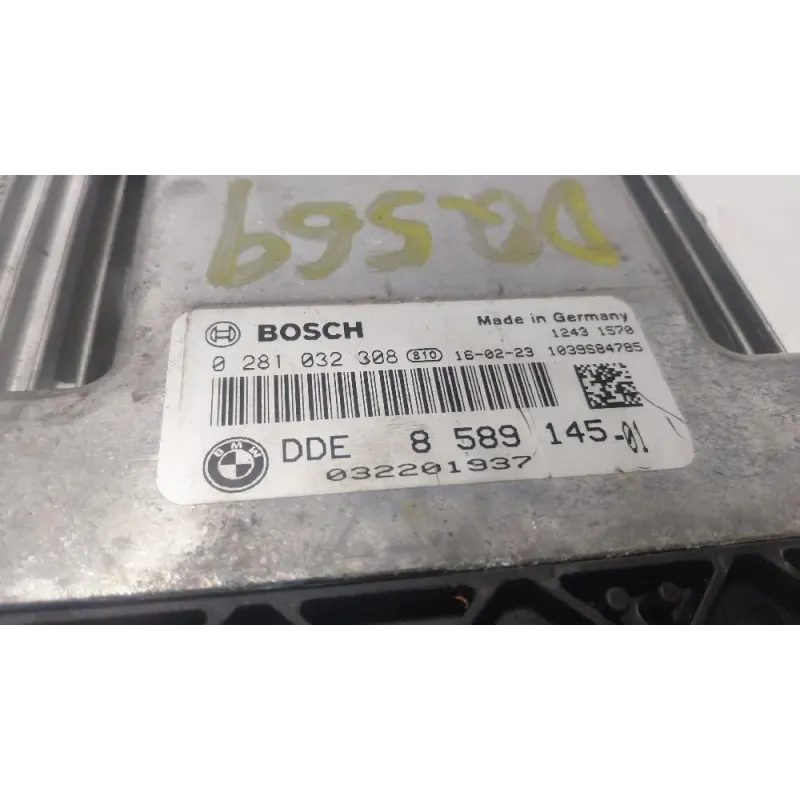 DQ569
BOSCH Made in Germany
1243 1570
0 281 032 308 810 16-02-23 1039S84785
BMW DDE 8 589 145-01
032201937